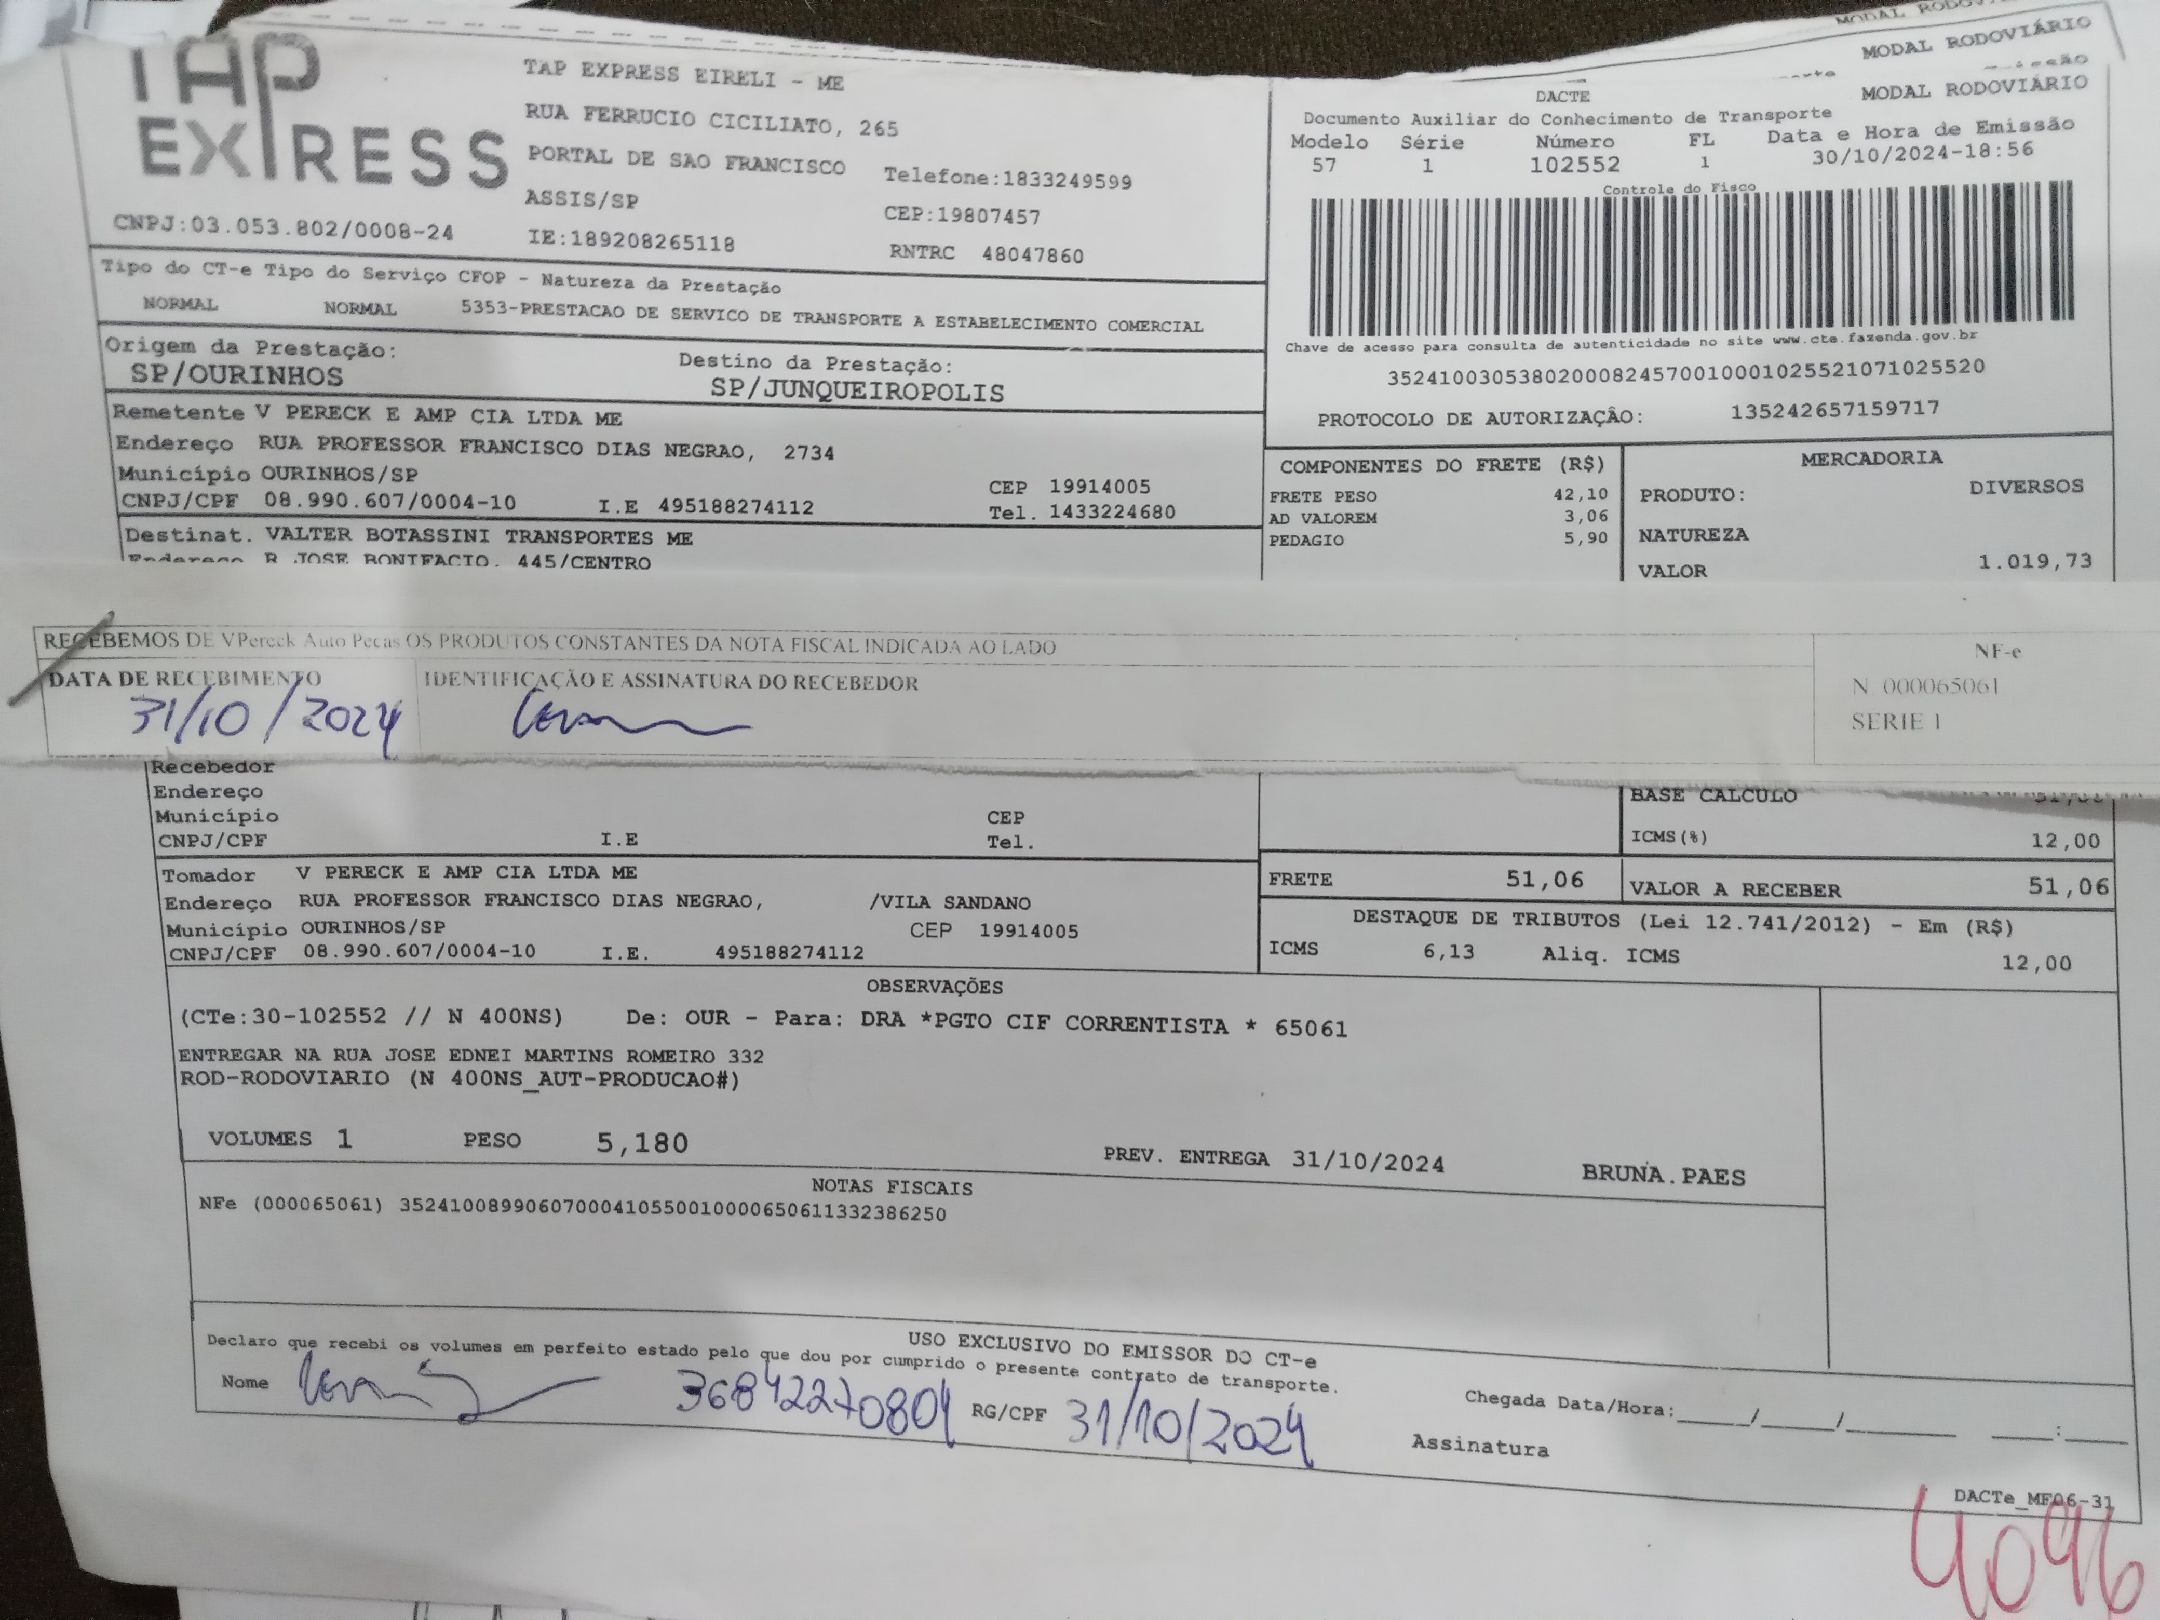 TAP EXPRESS
TAP EXPRESS EIRELI - ME
RUA FERRUCIO CICILIATO, 265
PORTAL DE SAO FRANCISCO Telefone:1833249599
ASSIS/SP CEP:19807457
CNPJ:03.053.802/0008-24 IE:189208265118 RNTRC 48047860
MODAL RODOVIÁRIO
DACTE MODAL RODOVIÁRIO
Documento Auxiliar do Conhecimento de Transporte
Modelo Série Número FL Data e Hora de Emissão
57 1 102552 1 30/10/2024-18:56
Controle do Fisco
Chave de acesso para consulta de autenticidade no site www.cte.fazenda.gov.br
35241003053802000824570010001025521071025520
PROTOCOLO DE AUTORIZAÇÂO: 135242657159717
Tipo do CT-e Tipo do Serviço CFOP - Natureza da Prestação
NORMAL NORMAL 5353-PRESTACAO DE SERVICO DE TRANSPORTE A ESTABELECIMENTO COMERCIAL
Origem da Prestação: Destino da Prestação:
SP/OURINHOS SP/JUNQUEIROPOLIS
Remetente V PERECK E AMP CIA LTDA ME
Endereço RUA PROFESSOR FRANCISCO DIAS NEGRAO, 2734
Município OURINHOS/SP CEP 19914005
CNPJ/CPF 08.990.607/0004-10 I.E 495188274112 Tel. 1433224680
Destinat. VALTER BOTASSINI TRANSPORTES ME
Endereço R JOSE BONIFACIO, 445/CENTRO
COMPONENTES DO FRETE (R$)
FRETE PESO 42,10
AD VALOREM 3,06
PEDAGIO 5,90
MERCADORIA
PRODUTO: DIVERSOS
NATUREZA
VALOR 1.019,73
RECEBEMOS DE VPereck Auto Pecas OS PRODUTOS CONSTANTES DA NOTA FISCAL INDICADA AO LADO
DATA DE RECEBIMENTO IDENTIFICAÇÃO E ASSINATURA DO RECEBEDOR
31/10/2024
NF-e
N 000065061
SERIE 1
Recebedor
Endereço
Município CEP
CNPJ/CPF I.E Tel.
BASE CALCULO
ICMS(%) 12,00
Tomador V PERECK E AMP CIA LTDA ME
Endereço RUA PROFESSOR FRANCISCO DIAS NEGRAO, /VILA SANDANO
Município OURINHOS/SP CEP 19914005
CNPJ/CPF 08.990.607/0004-10 I.E. 495188274112
FRETE 51,06 VALOR A RECEBER 51,06
DESTAQUE DE TRIBUTOS (Lei 12.741/2012) - Em (R$)
ICMS 6,13 Aliq. ICMS 12,00
OBSERVAÇÕES
(CTe:30-102552 // N 400NS) De: OUR - Para: DRA *PGTO CIF CORRENTISTA * 65061
ENTREGAR NA RUA JOSE EDNEI MARTINS ROMEIRO 332
ROD-RODOVIARIO (N 400NS_AUT-PRODUCAO#)
VOLUMES 1 PESO 5,180 PREV. ENTREGA 31/10/2024 BRUNA.PAES
NOTAS FISCAIS
NFe (000065061) 35241008990607000410550010000650611332386250
USO EXCLUSIVO DO EMISSOR DO CT-e
Declaro que recebi os volumes em perfeito estado pelo que dou por cumprido o presente contrato de transporte.
Nome 36842270804 RG/CPF 31/10/2024
Chegada Data/Hora:_____/_____/_________ ____:____
Assinatura
DACTe_MF06-31
4096